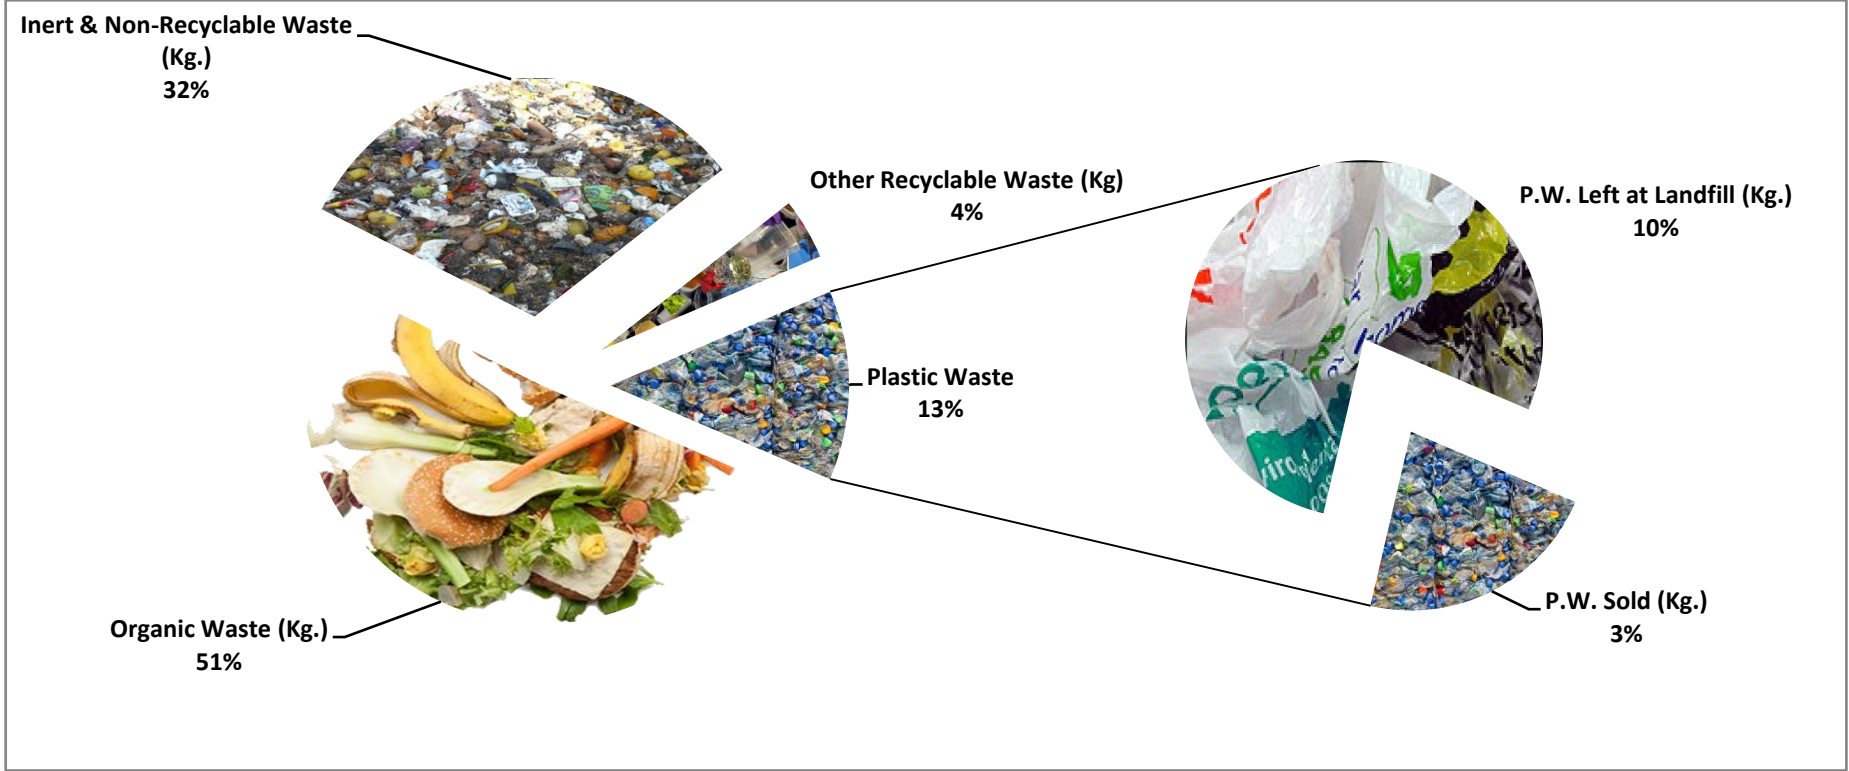 Inert & Non-Recyclable Waste
(Kg.)
32%
Other Recyclable Waste (Kg)
4%
P.W. Left at Landfill (Kg.)
10%
Plastic Waste
13%
P.W. Sold (Kg.)
3%
Organic Waste (Kg.)
51%